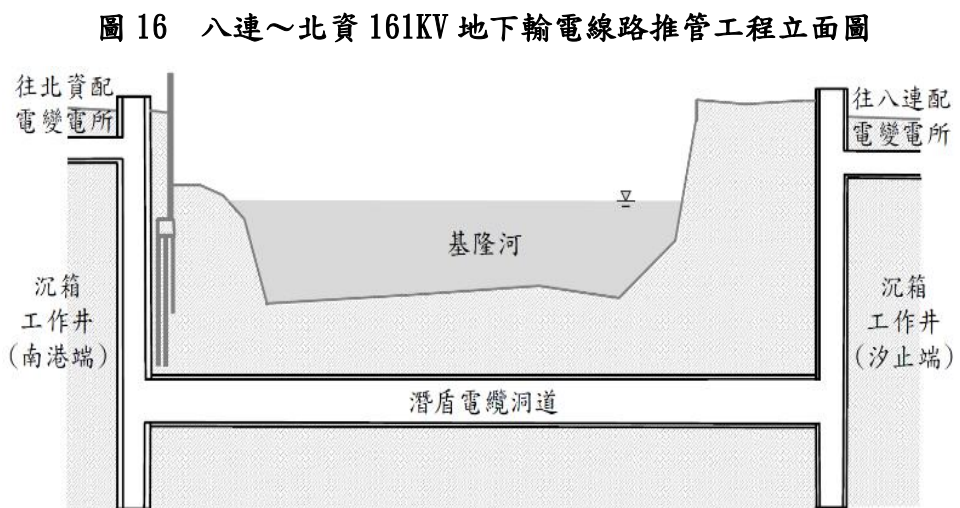 圖 16 八連～北資 161KV 地下輸電線路推管工程立面圖
往北資配
電變電所
往八連配
電變電所
基隆河
沉箱
工作井
(南港端)
沉箱
工作井
(汐止端)
潛盾電纜洞道